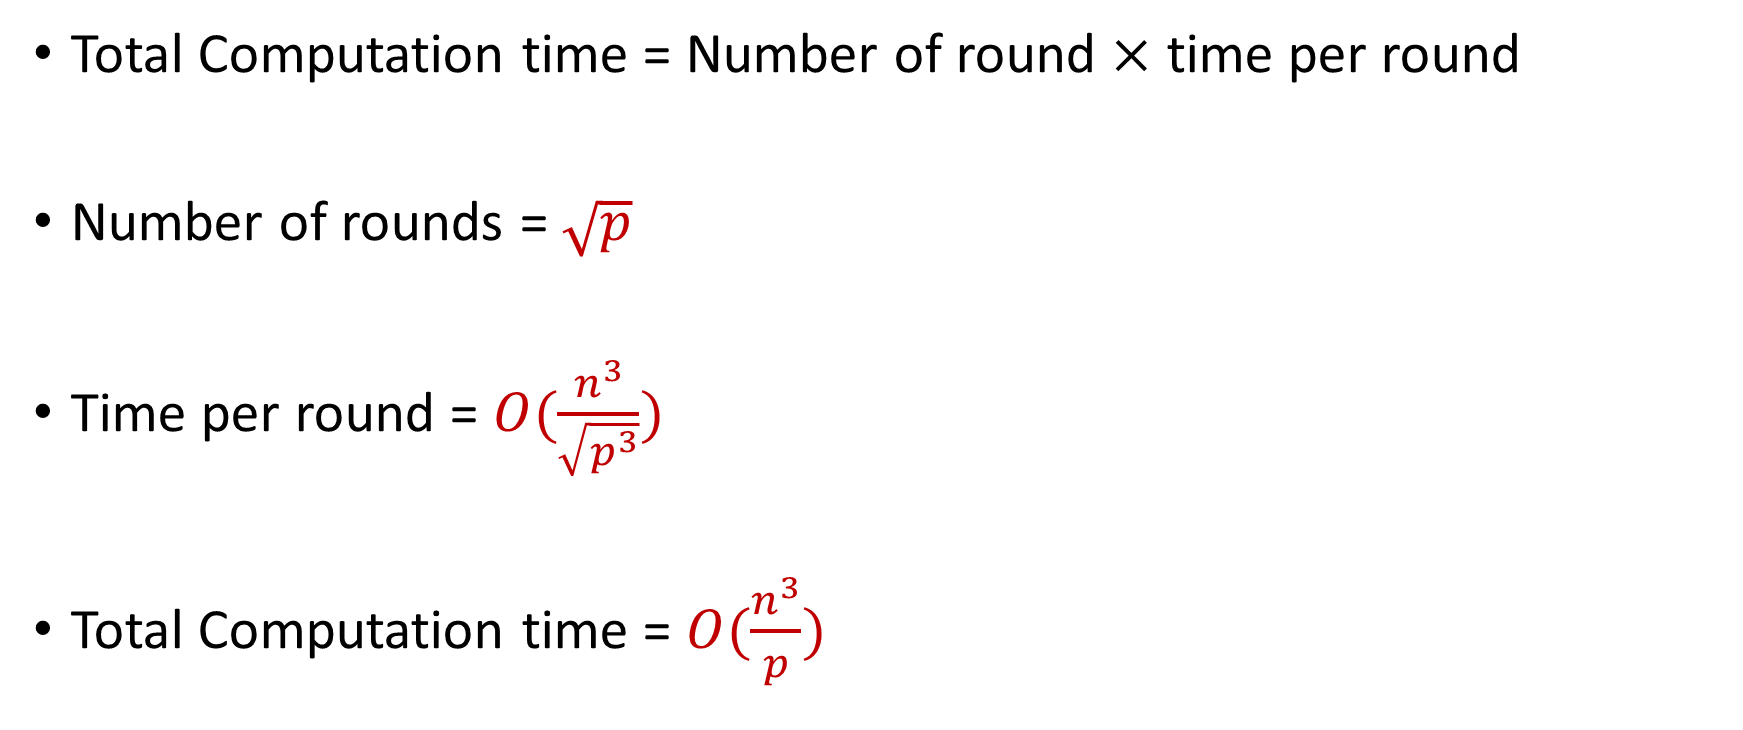 • Total Computation time = Number of round × time per round
• Number of rounds = √p
• Time per round = O(n³/√p³)
• Total Computation time = O(n³/p)